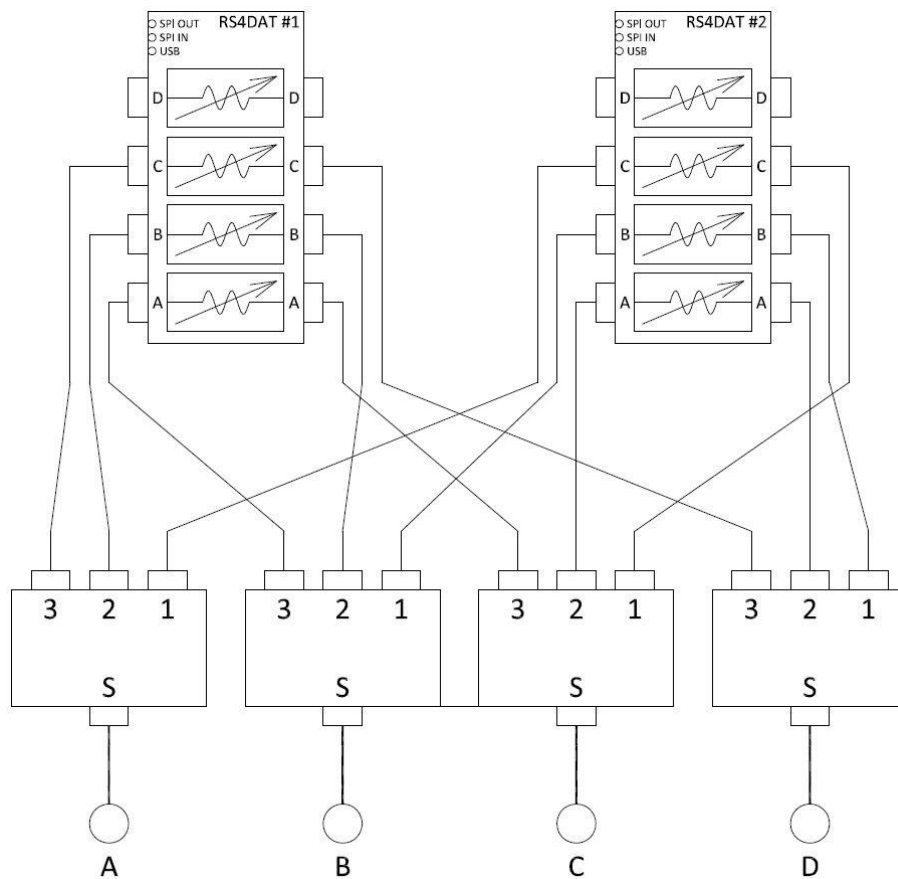 RS4DAT #1
SPI OUT
SPI IN
USB
D D
C C
B B
A A
RS4DAT #2
SPI OUT
SPI IN
USB
D D
C C
B B
A A
3 2 1
S
3 2 1
S
3 2 1
S
3 2 1
S
A
B
C
D